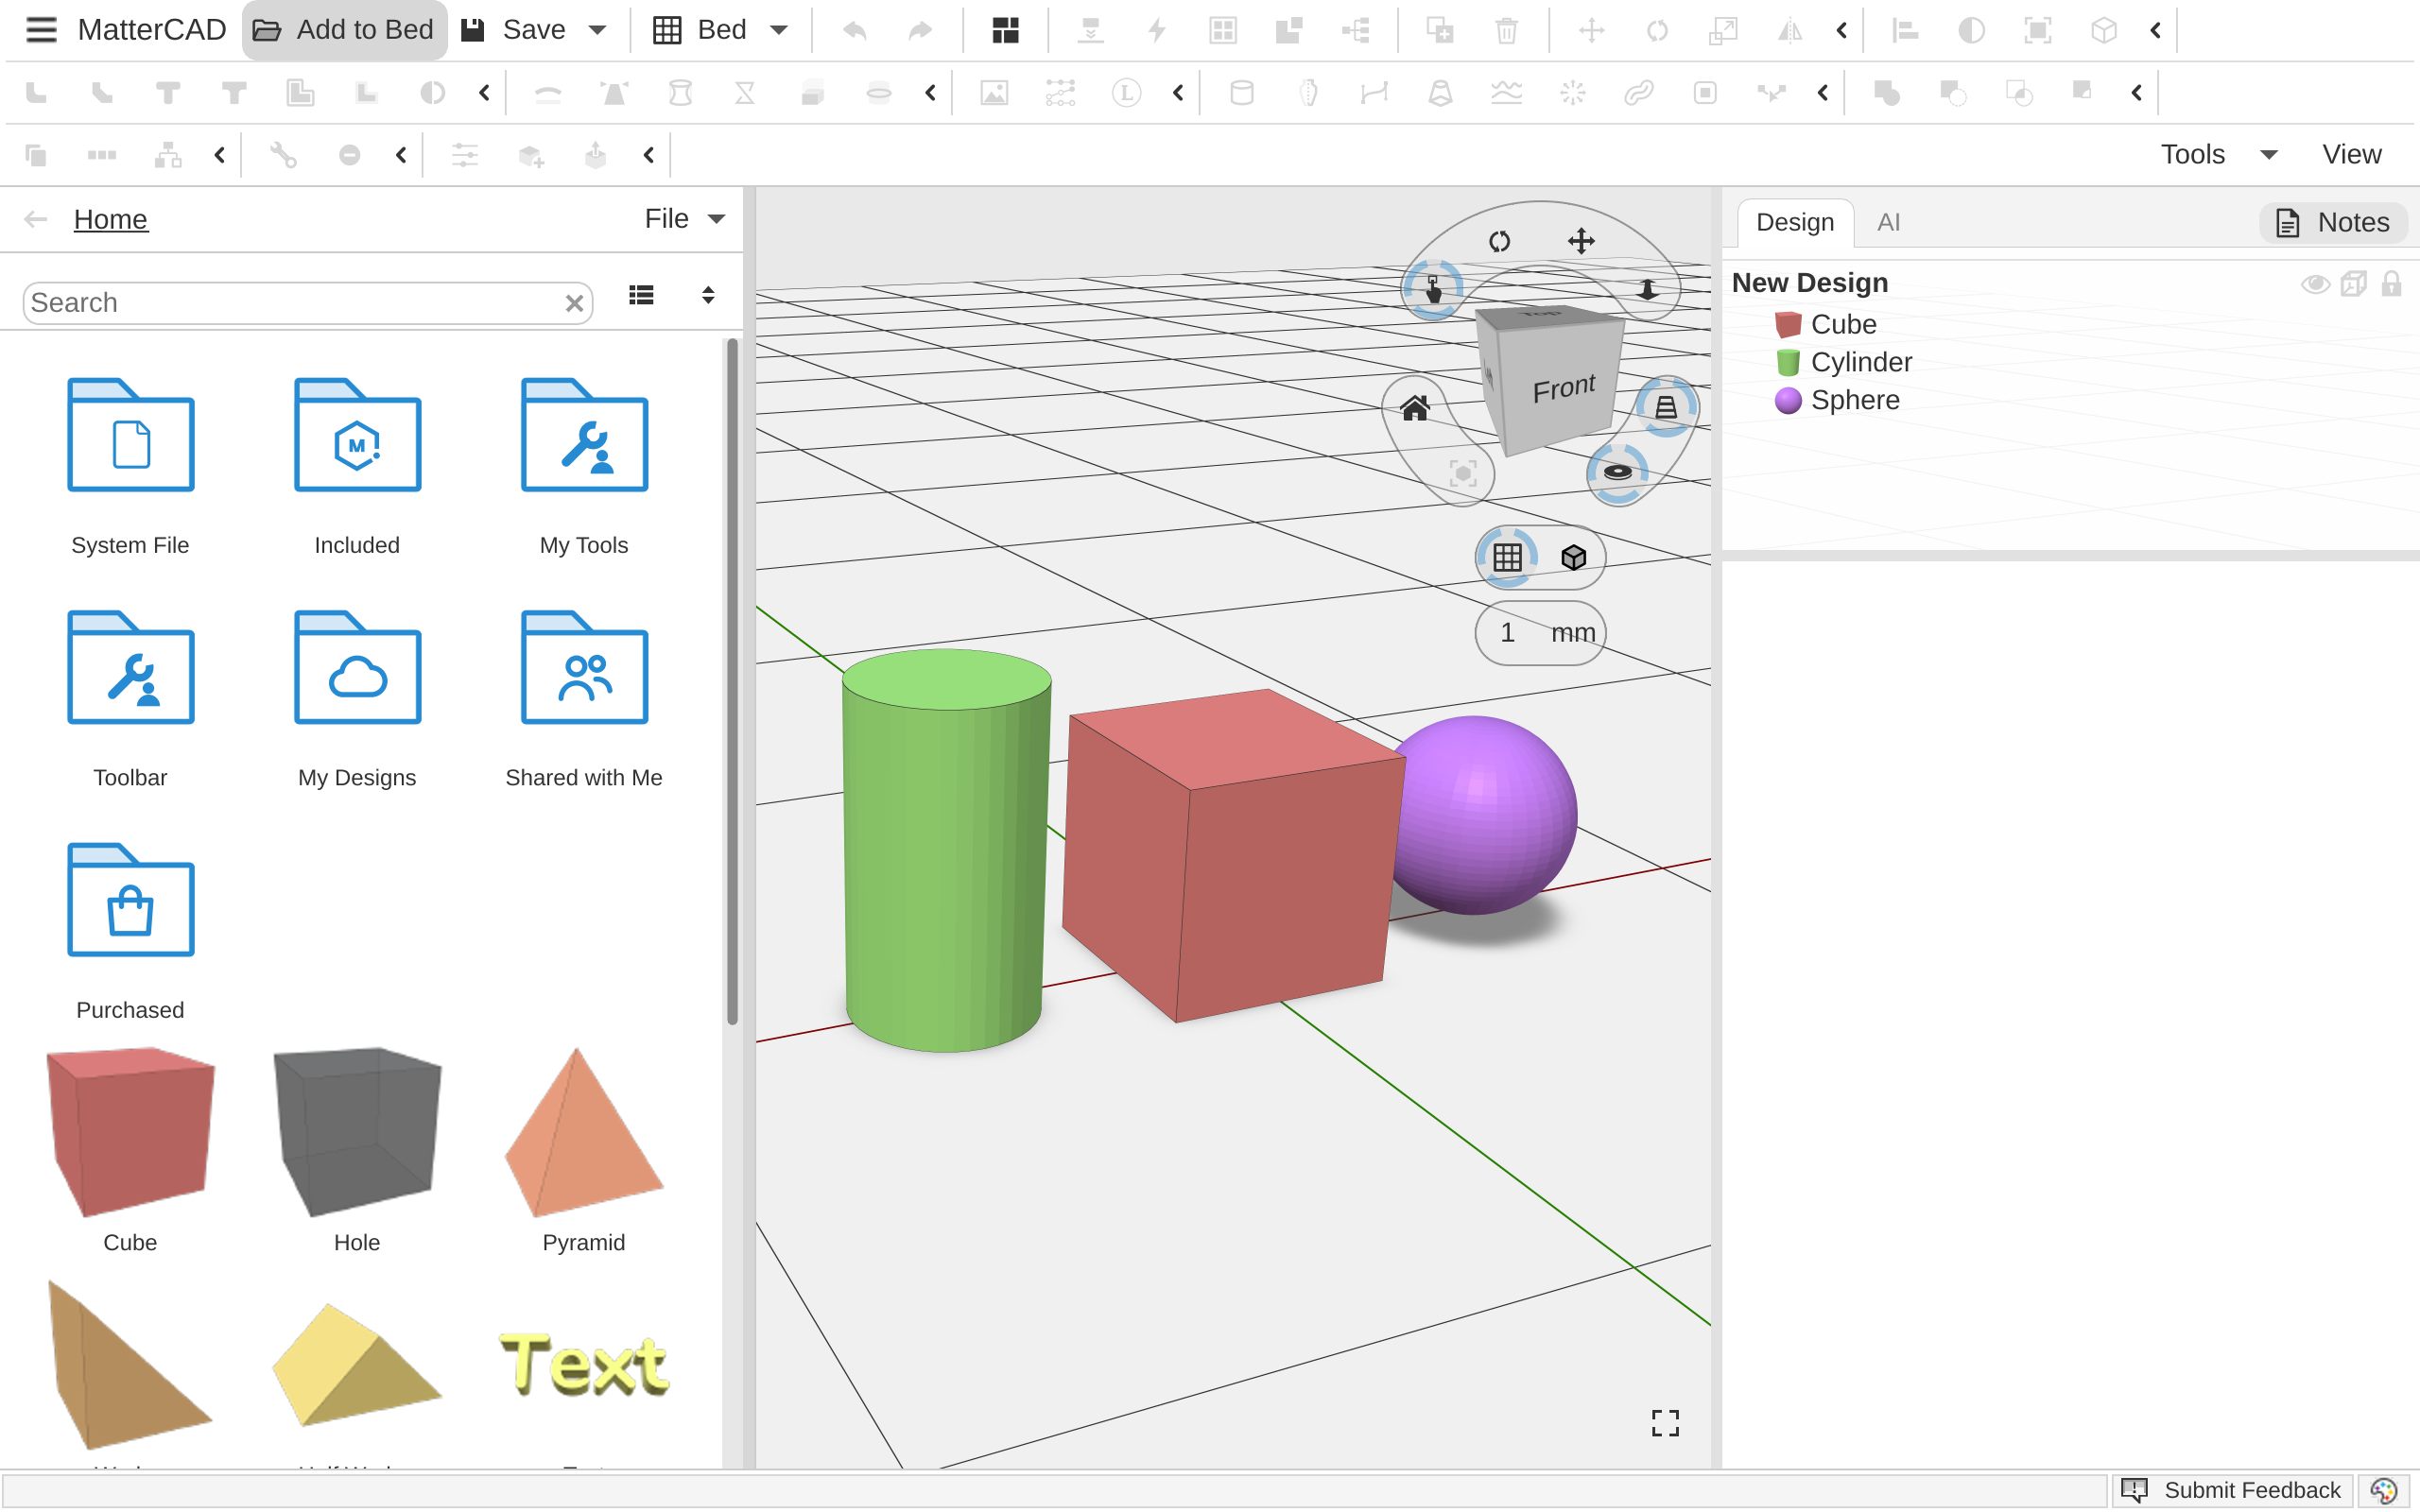 MatterCAD
Add to Bed
Save
Bed
Tools
View
Home
File
Design
AI
Notes
Search
New Design
Cube
Cylinder
Sphere
Top
Front
1 mm
System File
Included
My Tools
Toolbar
My Designs
Shared with Me
Purchased
Cube
Hole
Pyramid
Text
Submit Feedback